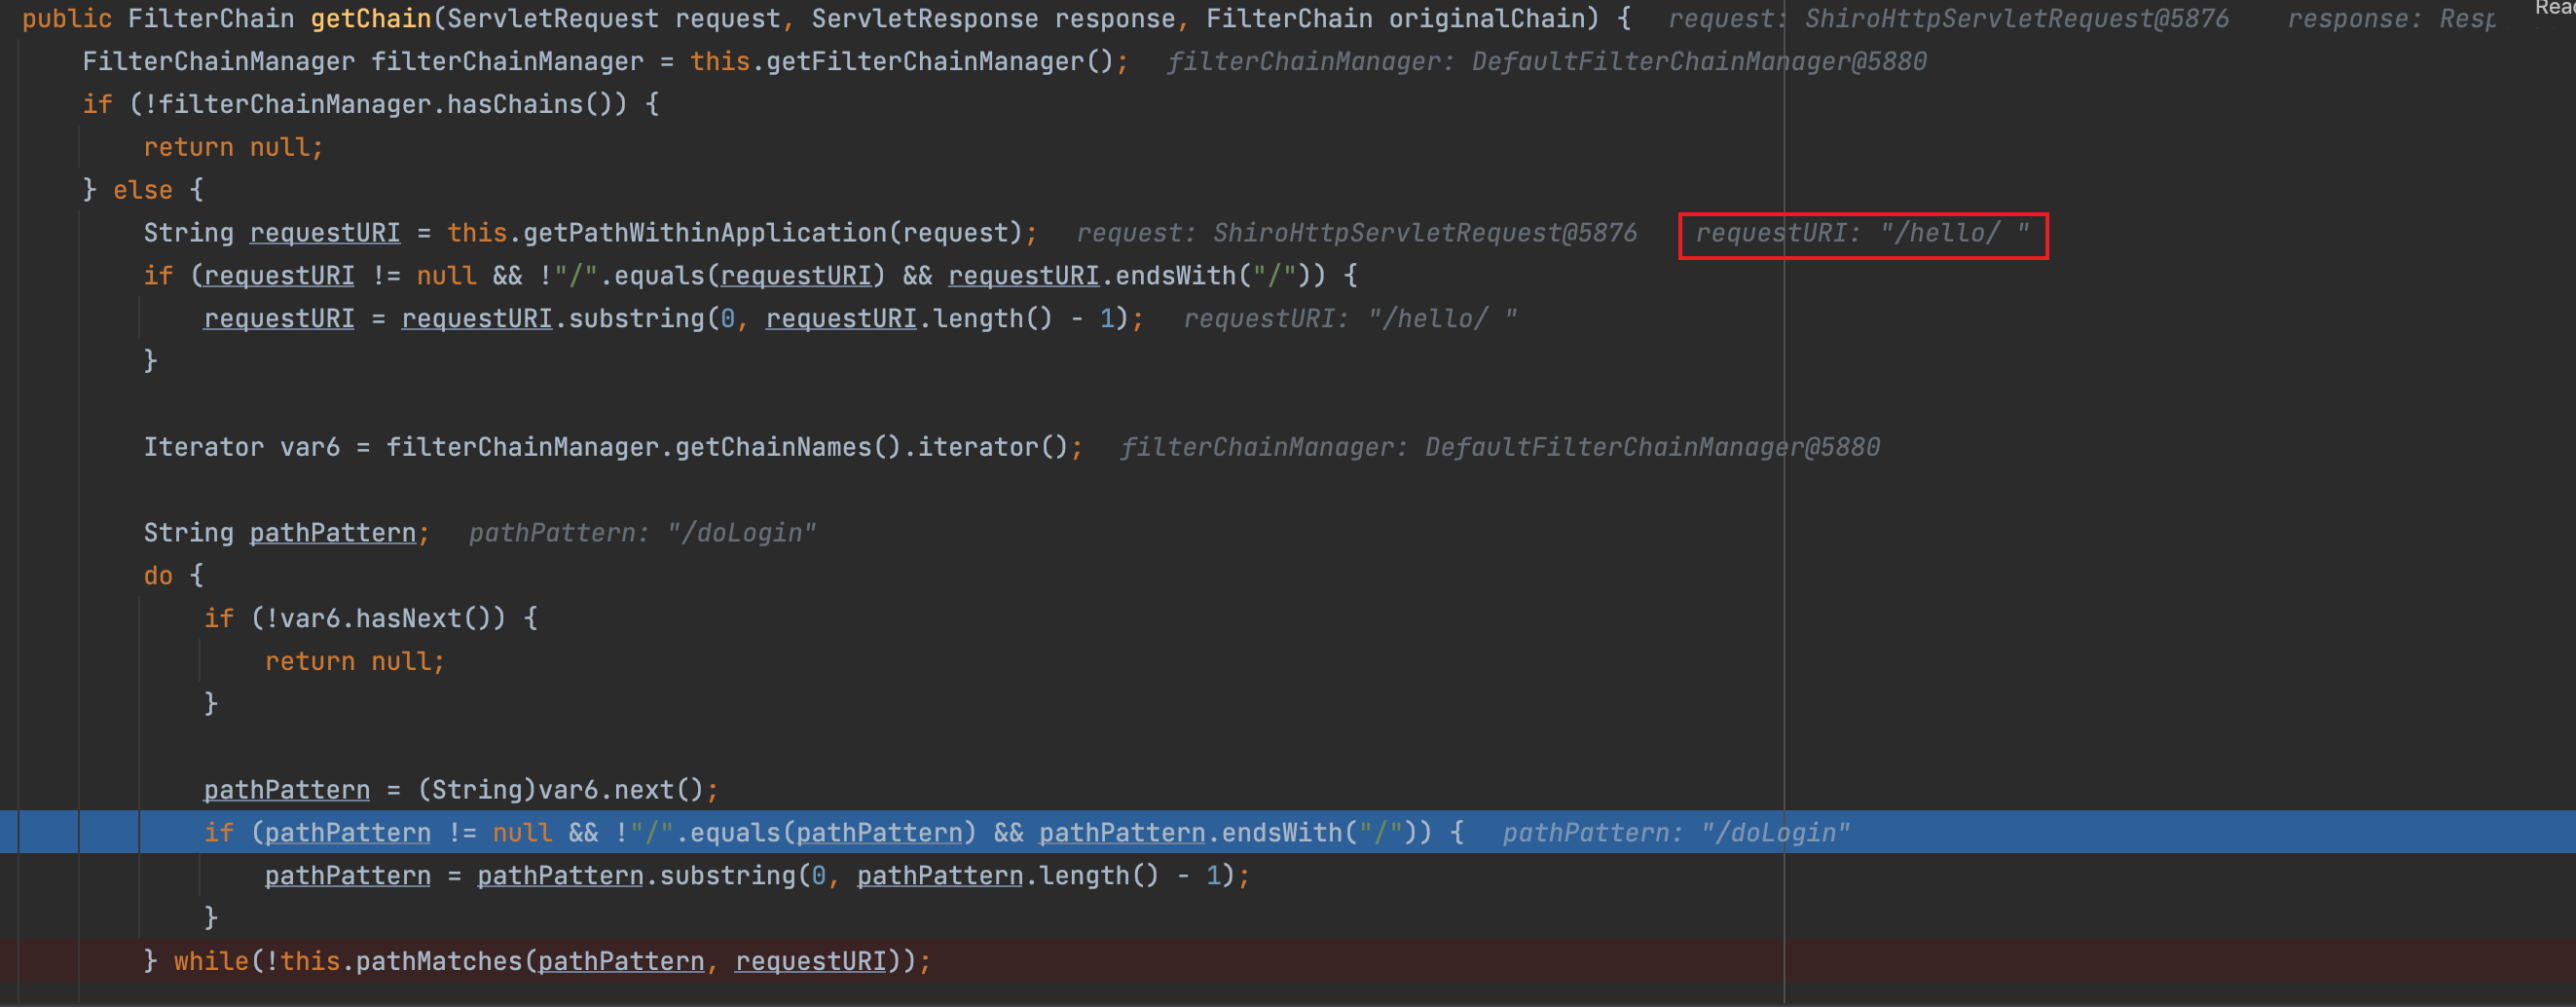 public FilterChain getChain(ServletRequest request, ServletResponse response, FilterChain originalChain) {   request: ShiroHttpServletRequest@5876   response: Resp
FilterChainManager filterChainManager = this.getFilterChainManager();   filterChainManager: DefaultFilterChainManager@5880
if (!filterChainManager.hasChains()) {
return null;
} else {
String requestURI = this.getPathWithinApplication(request);   request: ShiroHttpServletRequest@5876   requestURI: "/hello/ "
if (requestURI != null && !"/".equals(requestURI) && requestURI.endsWith("/")) {
requestURI = requestURI.substring(0, requestURI.length() - 1);   requestURI: "/hello/ "
}
Iterator var6 = filterChainManager.getChainNames().iterator();   filterChainManager: DefaultFilterChainManager@5880
String pathPattern;   pathPattern: "/doLogin"
do {
if (!var6.hasNext()) {
return null;
}
pathPattern = (String)var6.next();
if (pathPattern != null && !"/".equals(pathPattern) && pathPattern.endsWith("/")) {   pathPattern: "/doLogin"
pathPattern = pathPattern.substring(0, pathPattern.length() - 1);
}
} while(!this.pathMatches(pathPattern, requestURI));